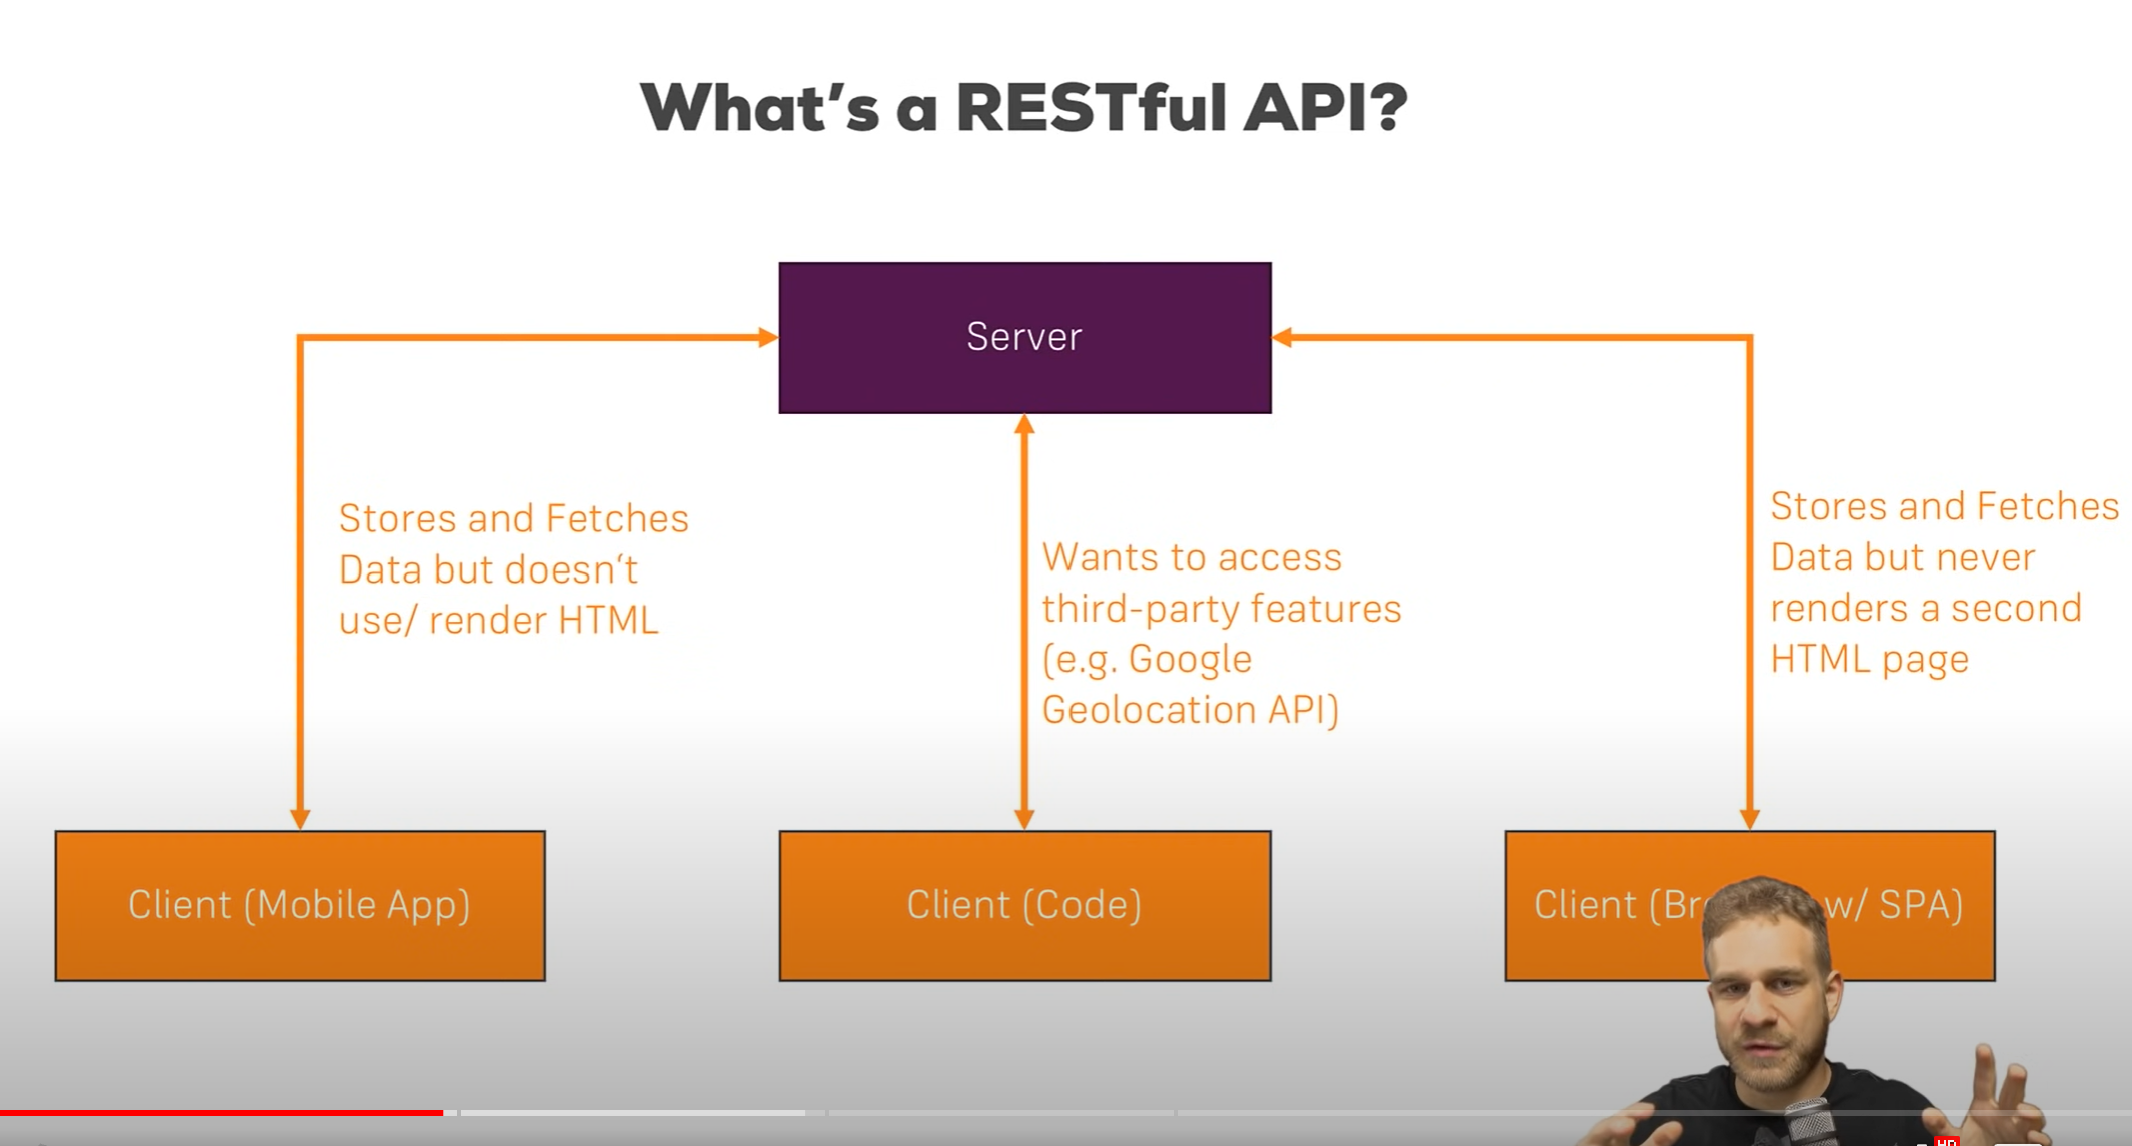 What's a RESTful API?
Server
Stores and Fetches
Data but doesn‘t
use/ render HTML
Wants to access
third-party features
(e.g. Google
Geolocation API)
Stores and Fetches
Data but never
renders a second
HTML page
Client (Mobile App)
Client (Code)
Client (Br w/ SPA)
HD